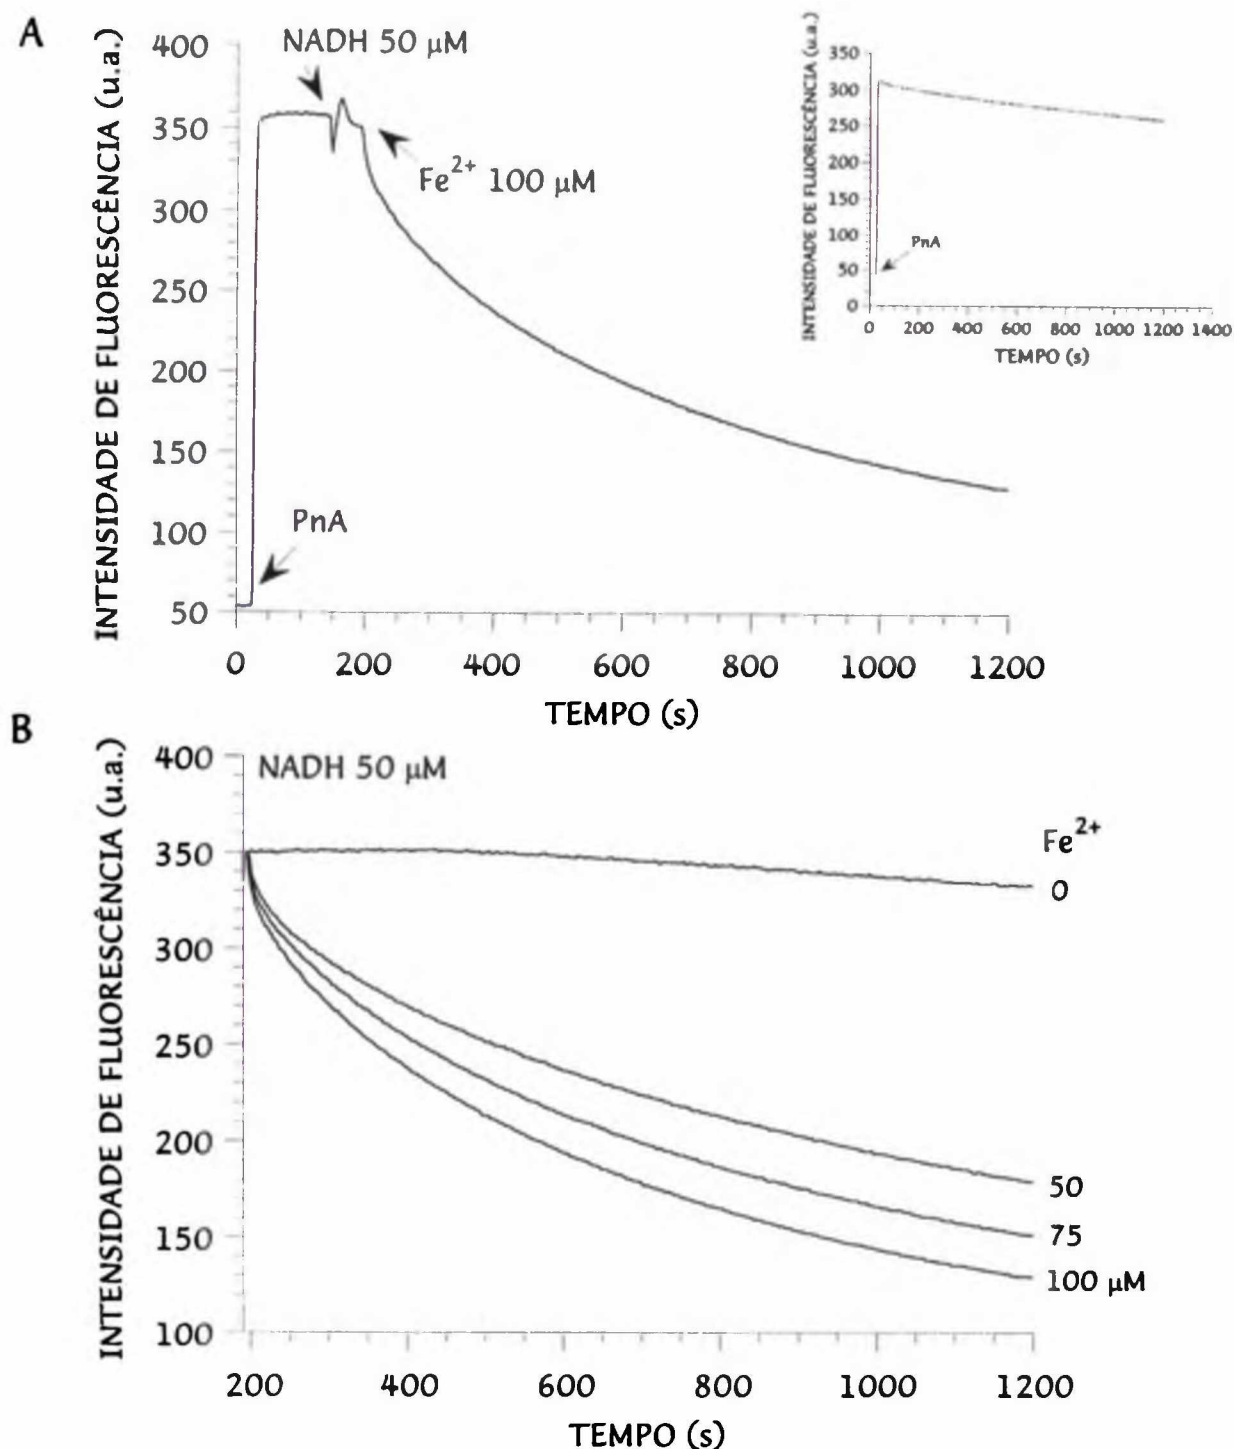 A
INTENSIDADE DE FLUORESCÊNCIA (u.a.)
400
350
300
250
200
150
100
50
NADH 50 µM
Fe2+ 100 µM
PnA
0 200 400 600 800 1000 1200
TEMPO (s)
INTENSIDADE DE FLUORESCÊNCIA (u.a.)
350
300
250
200
150
100
50
0
PnA
0 200 400 600 800 1000 1200 1400
TEMPO (s)
B
INTENSIDADE DE FLUORESCÊNCIA (u.a.)
400
350
300
250
200
150
100
NADH 50 µM
Fe2+
0
50
75
100 µM
200 400 600 800 1000 1200
TEMPO (s)